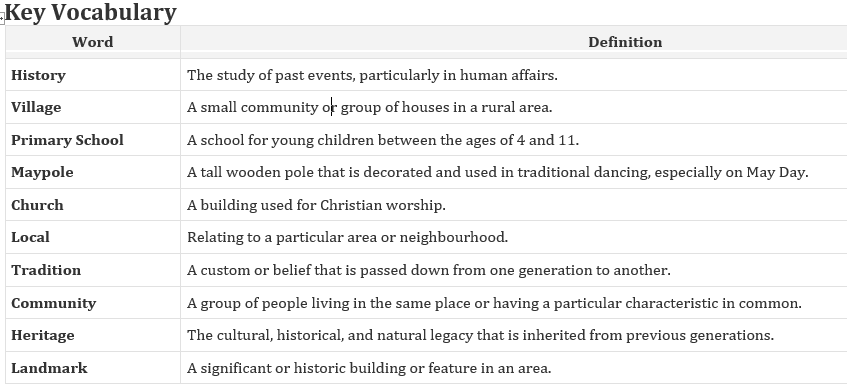 Key Vocabulary
Word Definition
History The study of past events, particularly in human affairs.
Village A small community or group of houses in a rural area.
Primary School A school for young children between the ages of 4 and 11.
Maypole A tall wooden pole that is decorated and used in traditional dancing, especially on May Day.
Church A building used for Christian worship.
Local Relating to a particular area or neighbourhood.
Tradition A custom or belief that is passed down from one generation to another.
Community A group of people living in the same place or having a particular characteristic in common.
Heritage The cultural, historical, and natural legacy that is inherited from previous generations.
Landmark A significant or historic building or feature in an area.